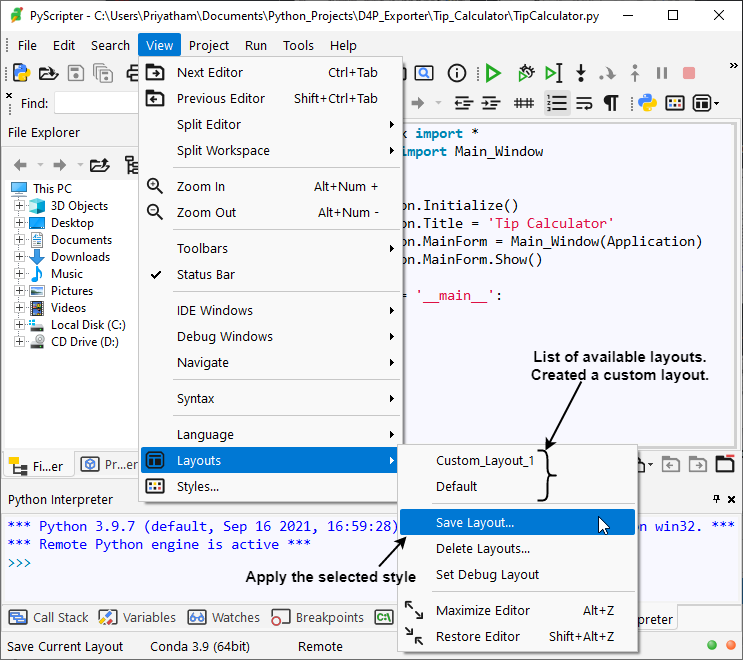 PyScripter - C:\Users\Priyatham\Documents\Python_Projects\D4P_Exporter\Tip_Calculator\TipCalculator.py
File Edit Search View Project Run Tools Help
Find:
File Explorer
This PC
3D Objects
Desktop
Documents
Downloads
Music
Pictures
Videos
Local Disk (C:)
CD Drive (D:)
Fi...er
Pr...er
Next Editor Ctrl+Tab
Previous Editor Shift+Ctrl+Tab
Split Editor
Split Workspace
Zoom In Alt+Num +
Zoom Out Alt+Num -
Toolbars
Status Bar
IDE Windows
Debug Windows
Navigate
Syntax
Language
Layouts
Styles...
import *
import Main_Window
on.Initialize()
on.Title = 'Tip Calculator'
on.MainForm = Main_Window(Application)
on.MainForm.Show()
= '__main__':
List of available layouts.
Created a custom layout.
Custom_Layout_1
Default
Save Layout...
Delete Layouts...
Set Debug Layout
Maximize Editor Alt+Z
Restore Editor Shift+Alt+Z
Apply the selected style
Python Interpreter
*** Python 3.9.7 (default, Sep 16 2021, 16:59:28) on win32. ***
*** Remote Python engine is active ***
>>>
Call Stack Variables Watches Breakpoints preter
Save Current Layout Conda 3.9 (64bit) Remote